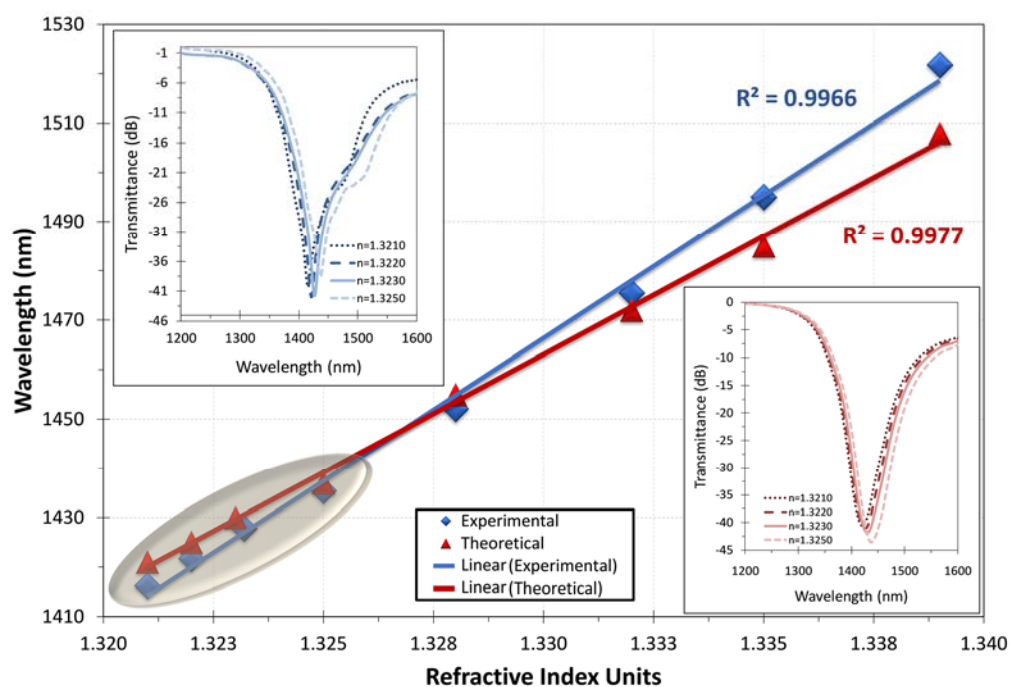 1530
1510
1490
1470
1450
1430
1410
Wavelength (nm)
1.320
1.323
1.325
1.328
1.330
1.333
1.335
1.338
1.340
Refractive Index Units
R² = 0.9966
R² = 0.9977
Experimental
Theoretical
Linear (Experimental)
Linear (Theoretical)
-1
-6
-11
-16
-21
-26
-31
-36
-41
-46
Transmittance (dB)
n=1.3210
n=1.3220
n=1.3230
n=1.3250
1200
1300
1400
1500
1600
Wavelength (nm)
0
-5
-10
-15
-20
-25
-30
-35
-40
-45
Transmittance (dB)
n=1.3210
n=1.3220
n=1.3230
n=1.3250
1200
1300
1400
1500
1600
Wavelength (nm)